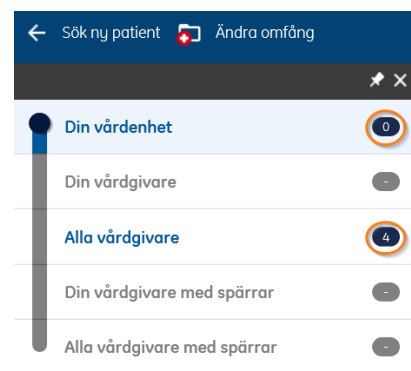 Sök ny patient Ändra omfång
Din vårdenhet 0
Din vårdgivare -
Alla vårdgivare 4
Din vårdgivare med spärrar -
Alla vårdgivare med spärrar -